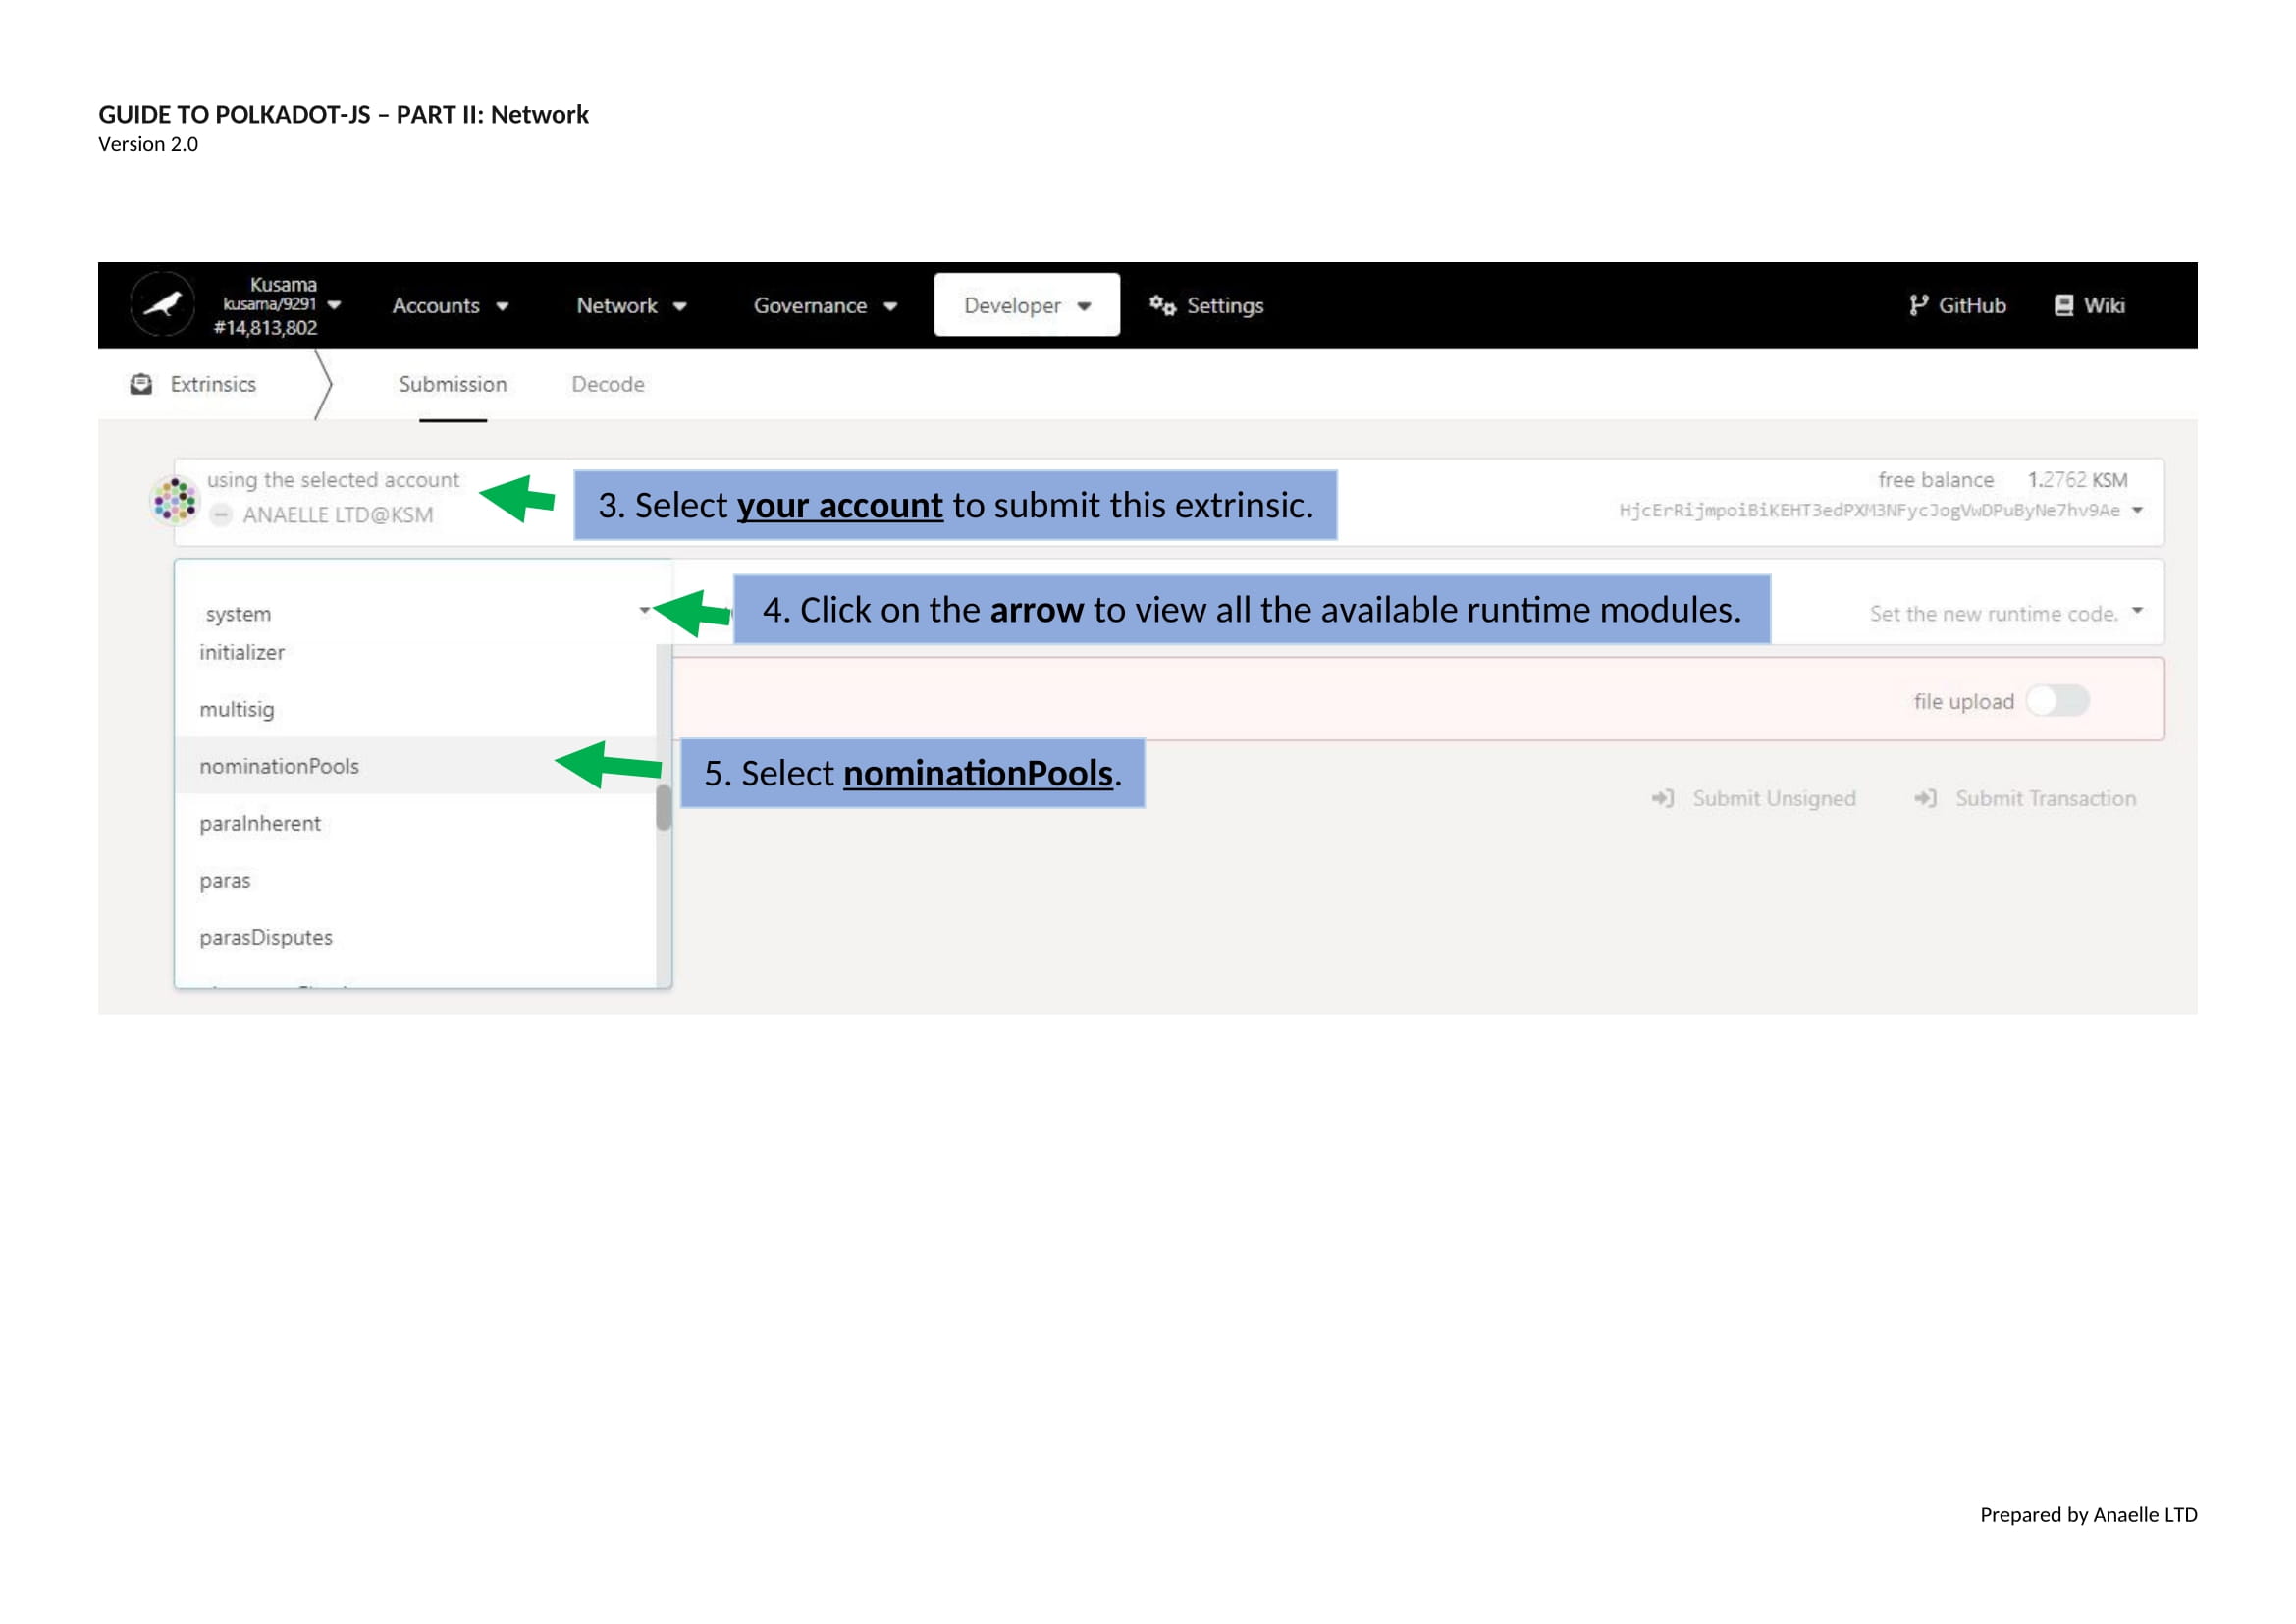 GUIDE TO POLKADOT-JS – PART II: Network
Version 2.0
Kusama
kusama/9291
#14,813,802
Accounts
Network
Governance
Developer
Settings
GitHub
Wiki
Extrinsics
Submission
Decode
using the selected account
ANAELLE LTD@KSM
3. Select your account to submit this extrinsic.
free balance 1.2762 KSM
HjcErRijmpoiBiKEHT3edPXM3NFycJogVwDPuByNe7hv9Ae
system
4. Click on the arrow to view all the available runtime modules.
Set the new runtime code.
initializer
multisig
file upload
nominationPools
5. Select nominationPools.
paraInherent
Submit Unsigned
Submit Transaction
paras
parasDisputes
Prepared by Anaelle LTD